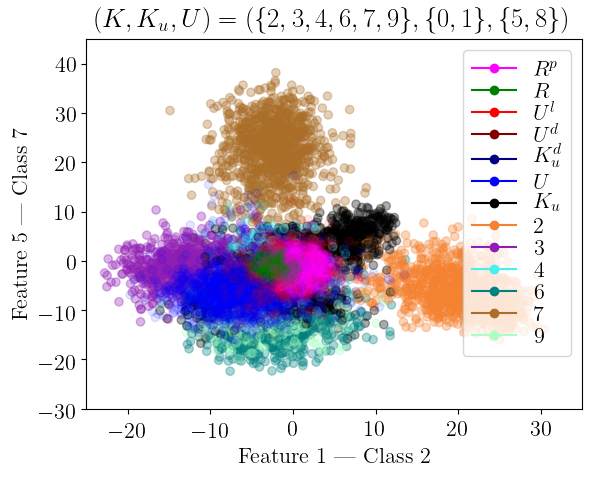 (K, K_u, U) = ({2, 3, 4, 6, 7, 9}, {0, 1}, {5, 8})
40
30
20
10
0
−10
−20
−30
Feature 5 — Class 7
R^p
R
U^l
U^d
K_u^d
U
K_u
2
3
4
6
7
9
−20 −10 0 10 20 30
Feature 1 — Class 2